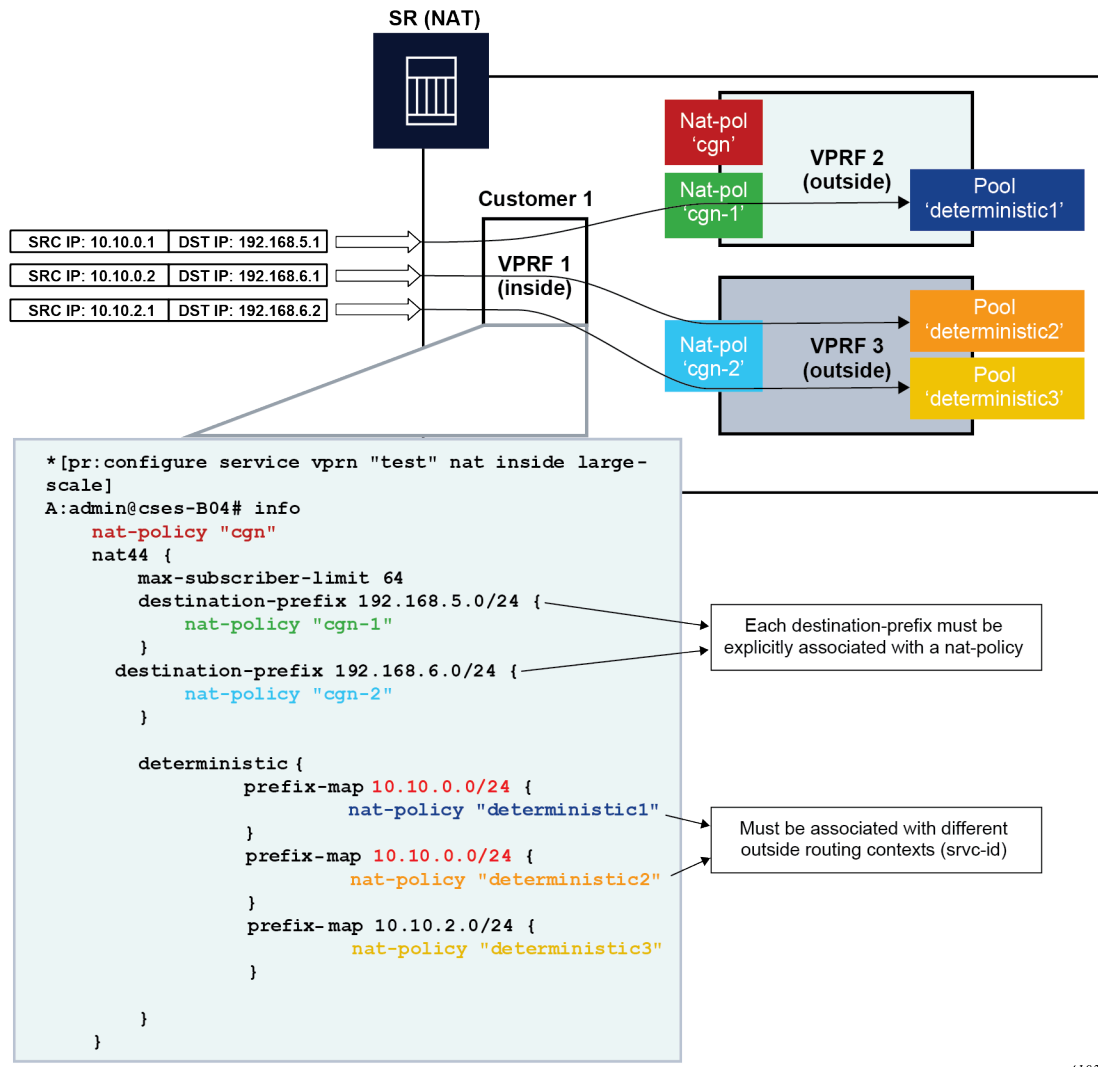 SR (NAT)
Nat-pol
‘cgn’
VPRF 2
(outside)
Nat-pol
‘cgn-1’
Pool
‘deterministic1’
Customer 1
SRC IP: 10.10.0.1 DST IP: 192.168.5.1
SRC IP: 10.10.0.2 DST IP: 192.168.6.1
SRC IP: 10.10.2.1 DST IP: 192.168.6.2
VPRF 1
(inside)
Pool
‘deterministic2’
Nat-pol
‘cgn-2’
VPRF 3
(outside)
Pool
‘deterministic3’
*[pr:configure service vprn "test" nat inside large-
scale]
A:admin@cses-B04# info
nat-policy "cgn"
nat44 {
max-subscriber-limit 64
destination-prefix 192.168.5.0/24 {
nat-policy "cgn-1"
}
destination-prefix 192.168.6.0/24 {
nat-policy "cgn-2"
}
deterministic {
prefix-map 10.10.0.0/24 {
nat-policy "deterministic1"
}
prefix-map 10.10.0.0/24 {
nat-policy "deterministic2"
}
prefix-map 10.10.2.0/24 {
nat-policy "deterministic3"
}
}
}
Each destination-prefix must be
explicitly associated with a nat-policy
Must be associated with different
outside routing contexts (srvc-id)